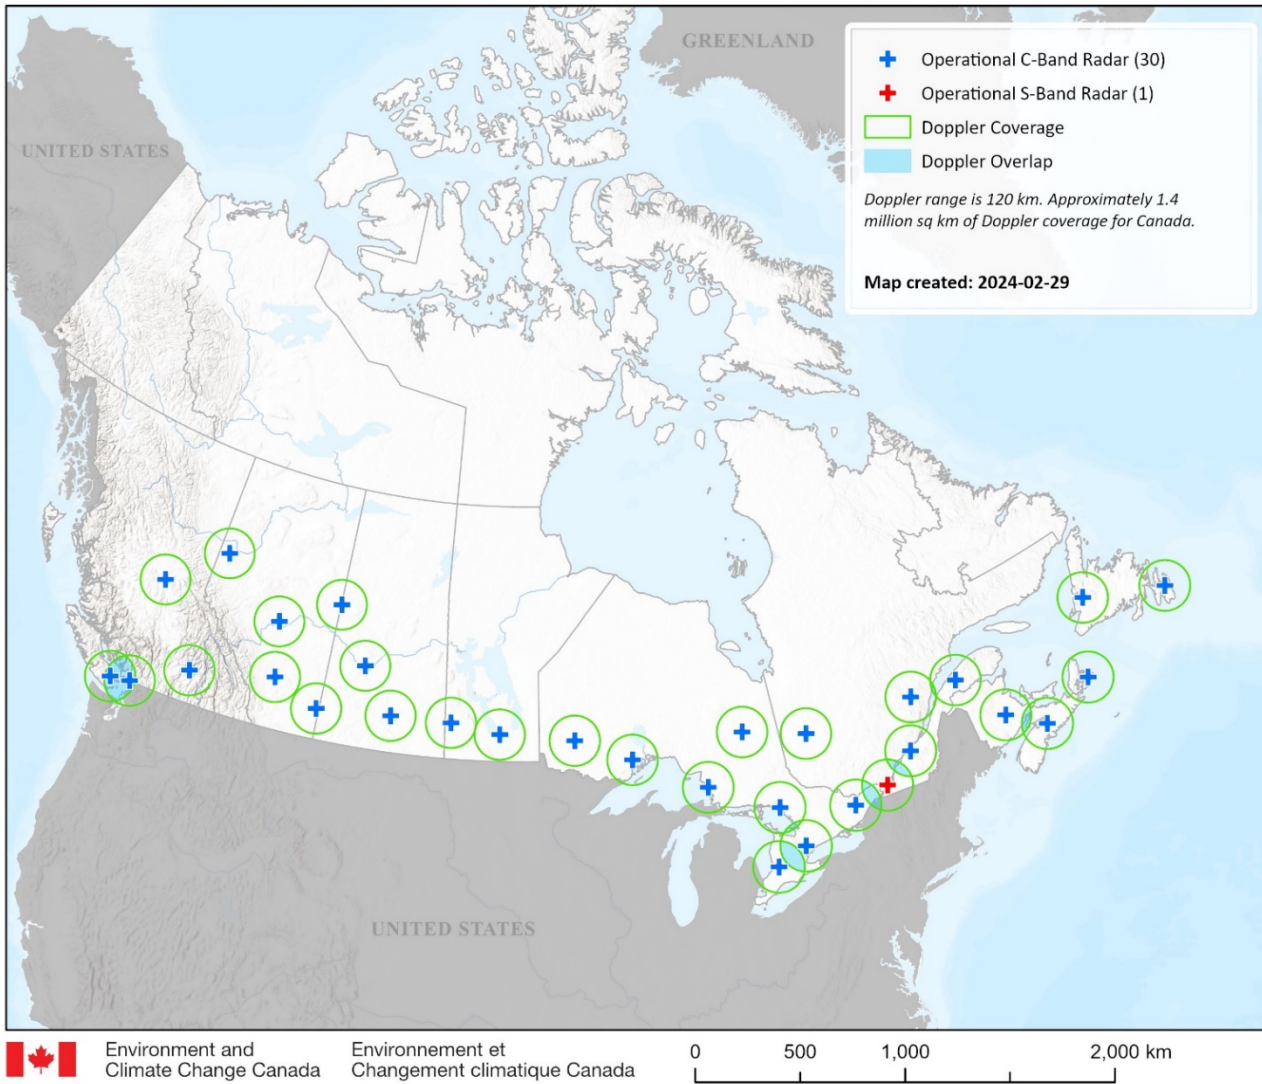 GREENLAND
UNITED STATES
Operational C-Band Radar (30)
Operational S-Band Radar (1)
Doppler Coverage
Doppler Overlap
Doppler range is 120 km. Approximately 1.4
million sq km of Doppler coverage for Canada.
Map created: 2024-02-29
UNITED STATES
Environment and
Climate Change Canada
Environnement et
Changement climatique Canada
0 500 1,000 2,000 km